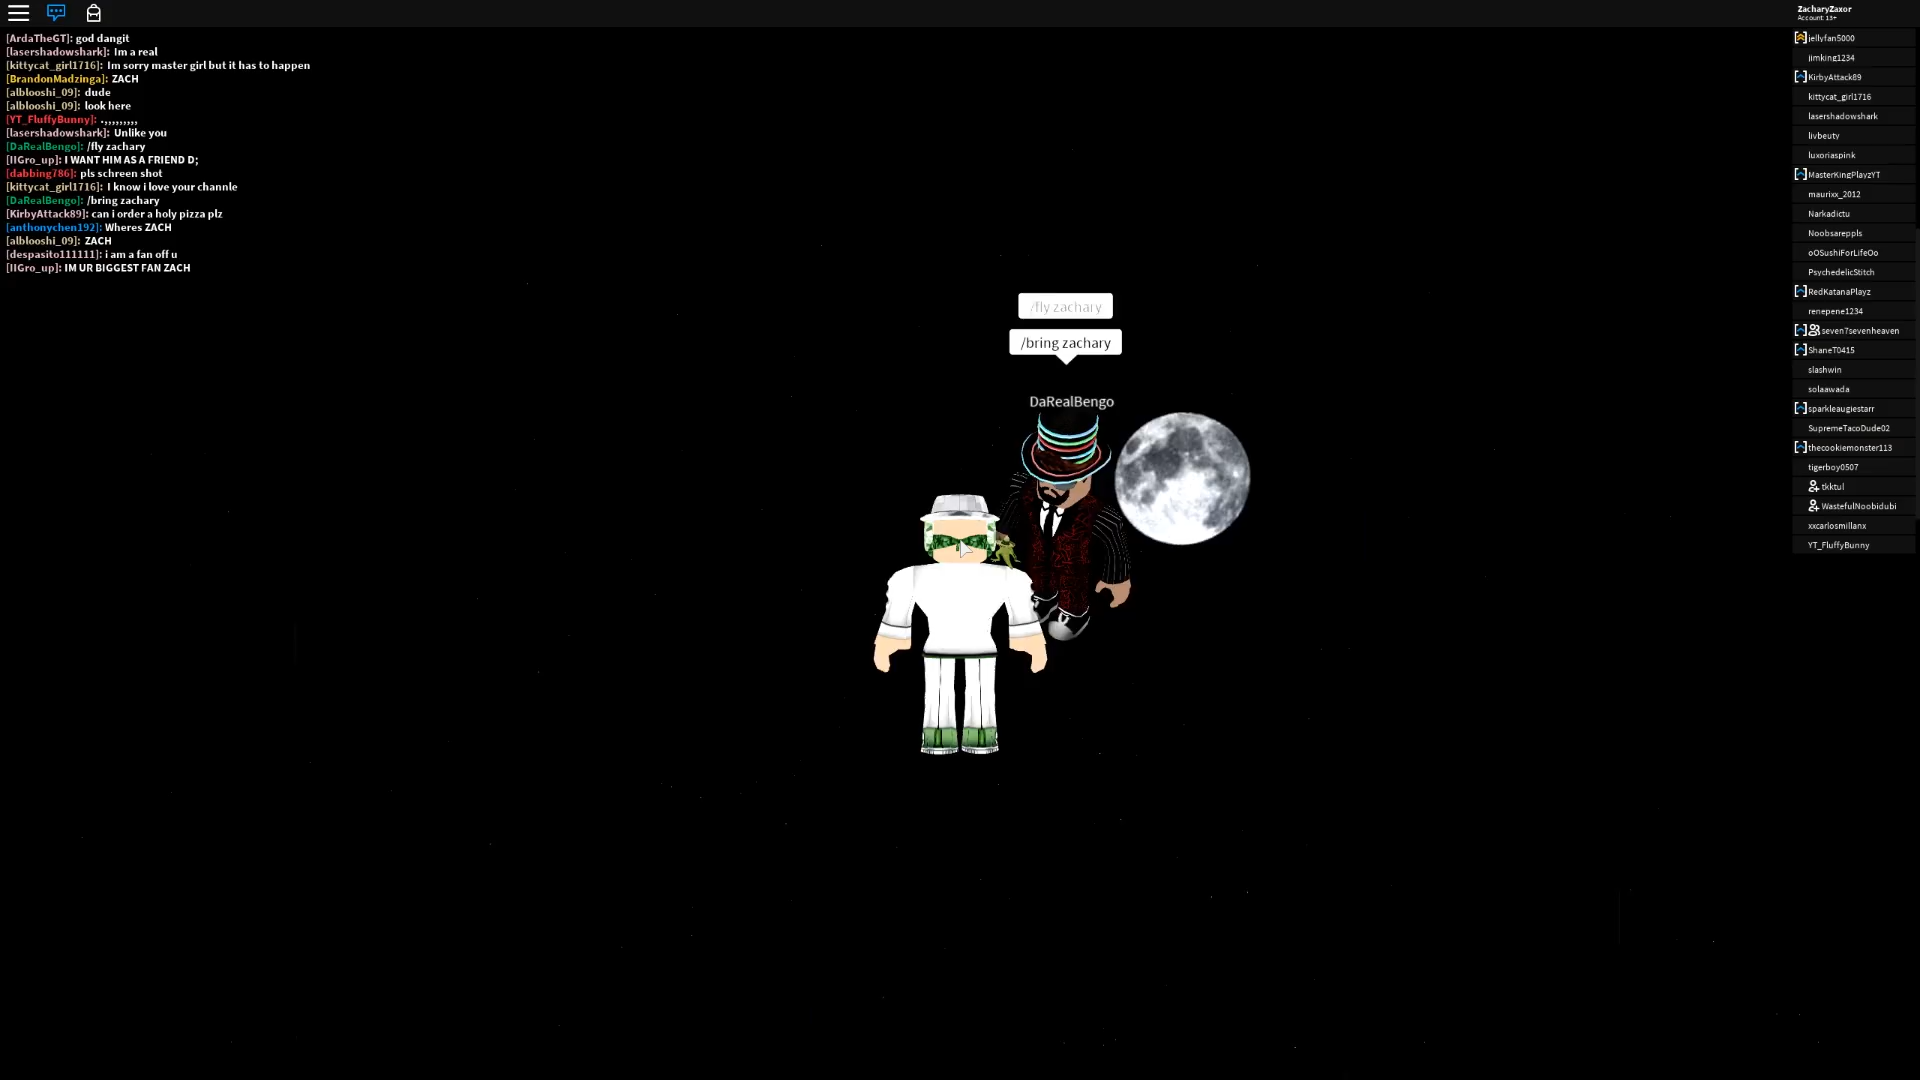 ZacharyZaxor
Account: 13+
[ArdaTheGT]: god dangit
[lasershadowshark]: Im a real
[kittycat_girl1716]: Im sorry master girl but it has to happen
[BrandonMadzinga]: ZACH
[alblooshi_09]: dude
[alblooshi_09]: look here
[YT_FluffyBunny]: .,,,,,,,,,
[lasershadowshark]: Unlike you
[DaRealBengo]: /fly zachary
[IIGro_up]: I WANT HIM AS A FRIEND D;
[dabbing786]: pls schreen shot
[kittycat_girl1716]: I know i love your channle
[DaRealBengo]: /bring zachary
[KirbyAttack89]: can i order a holy pizza plz
[anthonychen192]: Wheres ZACH
[alblooshi_09]: ZACH
[despasito111111]: i am a fan off u
[IIGro_up]: IM UR BIGGEST FAN ZACH
/fly zachary
/bring zachary
DaRealBengo
jellyfan5000
jimking1234
KirbyAttack89
kittycat_girl1716
lasershadowshark
livbeuty
luxoriaspink
MasterKingPlayzYT
maurixx_2012
Narkadictu
Noobsareppls
oOSushiForLifeOo
PsychedelicStitch
RedKatanaPlayz
renepene1234
seven7sevenheaven
ShaneT0415
slashwin
solaawada
sparkleaugiestarr
SupremeTacoDude02
thecookiemonster113
tigerboy0507
tkktul
WastefulNoobidubi
xxcarlosmillanx
YT_FluffyBunny